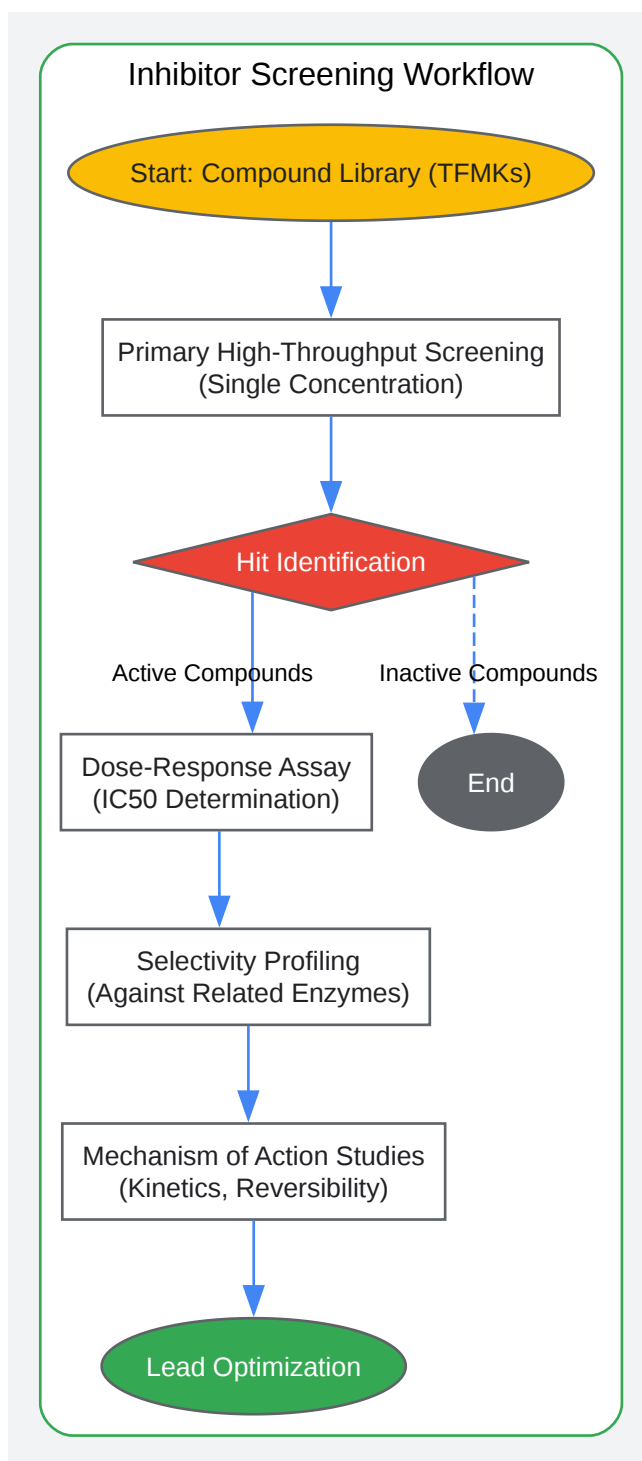 Inhibitor Screening Workflow
Start: Compound Library (TFMKs)
Primary High-Throughput Screening
(Single Concentration)
Hit Identification
Active Compounds
Inactive Compounds
Dose-Response Assay
(IC50 Determination)
End
Selectivity Profiling
(Against Related Enzymes)
Mechanism of Action Studies
(Kinetics, Reversibility)
Lead Optimization